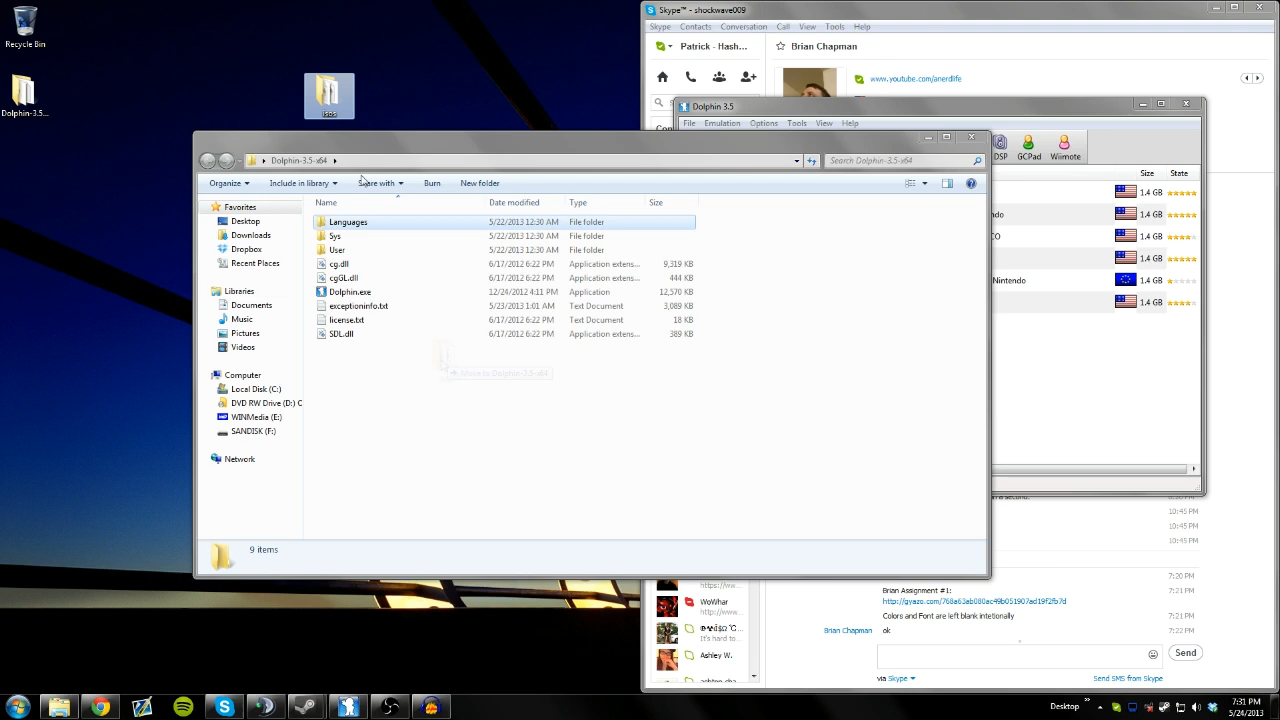 Recycle Bin
Dolphin-3.5...
isos
Skype™ - shockwave009
Skype Contacts Conversation Call View Tools Help
Patrick - Hash...
Brian Chapman
www.youtube.com/anerdlife
Dolphin 3.5
File Emulation Options Tools View Help
DSP GCPad Wiimote
Size State
1.4 GB
1.4 GB
1.4 GB
1.4 GB
Nintendo 1.4 GB
1.4 GB
Dolphin-3.5-x64
Search Dolphin-3.5-x64
Organize Include in library Share with Burn New folder
Name Date modified Type Size
Languages 5/22/2013 12:30 AM File folder
Sys 5/22/2013 12:30 AM File folder
User 5/22/2013 12:30 AM File folder
cg.dll 6/17/2012 6:22 PM Application extens... 9,319 KB
cgGL.dll 6/17/2012 6:22 PM Application extens... 444 KB
Dolphin.exe 12/24/2012 4:11 PM Application 12,570 KB
exceptioninfo.txt 5/23/2013 1:01 AM Text Document 3,089 KB
license.txt 6/17/2012 6:22 PM Text Document 18 KB
SDL.dll 6/17/2012 6:22 PM Application extens... 389 KB
Move to Dolphin-3.5-x64
Favorites
Desktop
Downloads
Dropbox
Recent Places
Libraries
Documents
Music
Pictures
Videos
Computer
Local Disk (C:)
DVD RW Drive (D:) C
WINMedia (E:)
SANDISK (F:)
Network
9 items
10:45 PM
10:45 PM
10:45 PM
7:20 PM
Brian Assignment #1: 7:21 PM
http://gyazo.com/768a63ab080ac49b051907ad19f2fb7d
Colors and Font are left blank intetionally 7:21 PM
Brian Chapman ok 7:22 PM
https://ww...
WoWhar
http://www...
It's hard to...
Ashley W.
Send
via Skype
Send SMS from Skype
Desktop
7:31 PM
5/24/2013